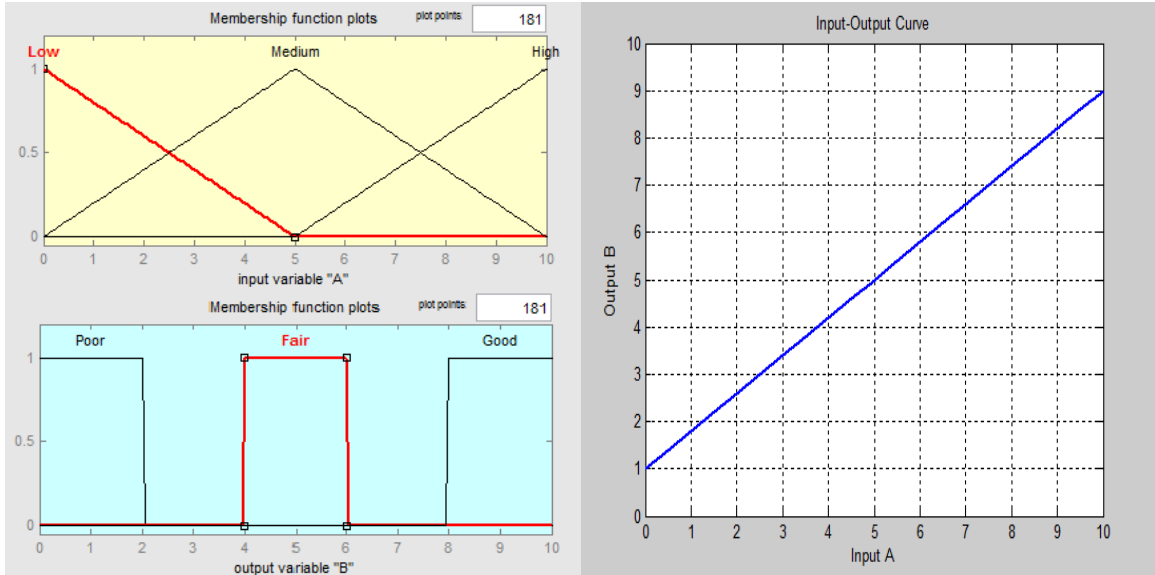 Membership function plots plot points: 181
Low Medium High
1
0.5
0
0 1 2 3 4 5 6 7 8 9 10
input variable "A"
Membership function plots plot points: 181
Poor Fair Good
1
0.5
0
0 1 2 3 4 5 6 7 8 9 10
output variable "B"
Input-Output Curve
10
9
8
7
6
5
4
3
2
1
0
Output B
0 1 2 3 4 5 6 7 8 9 10
Input A